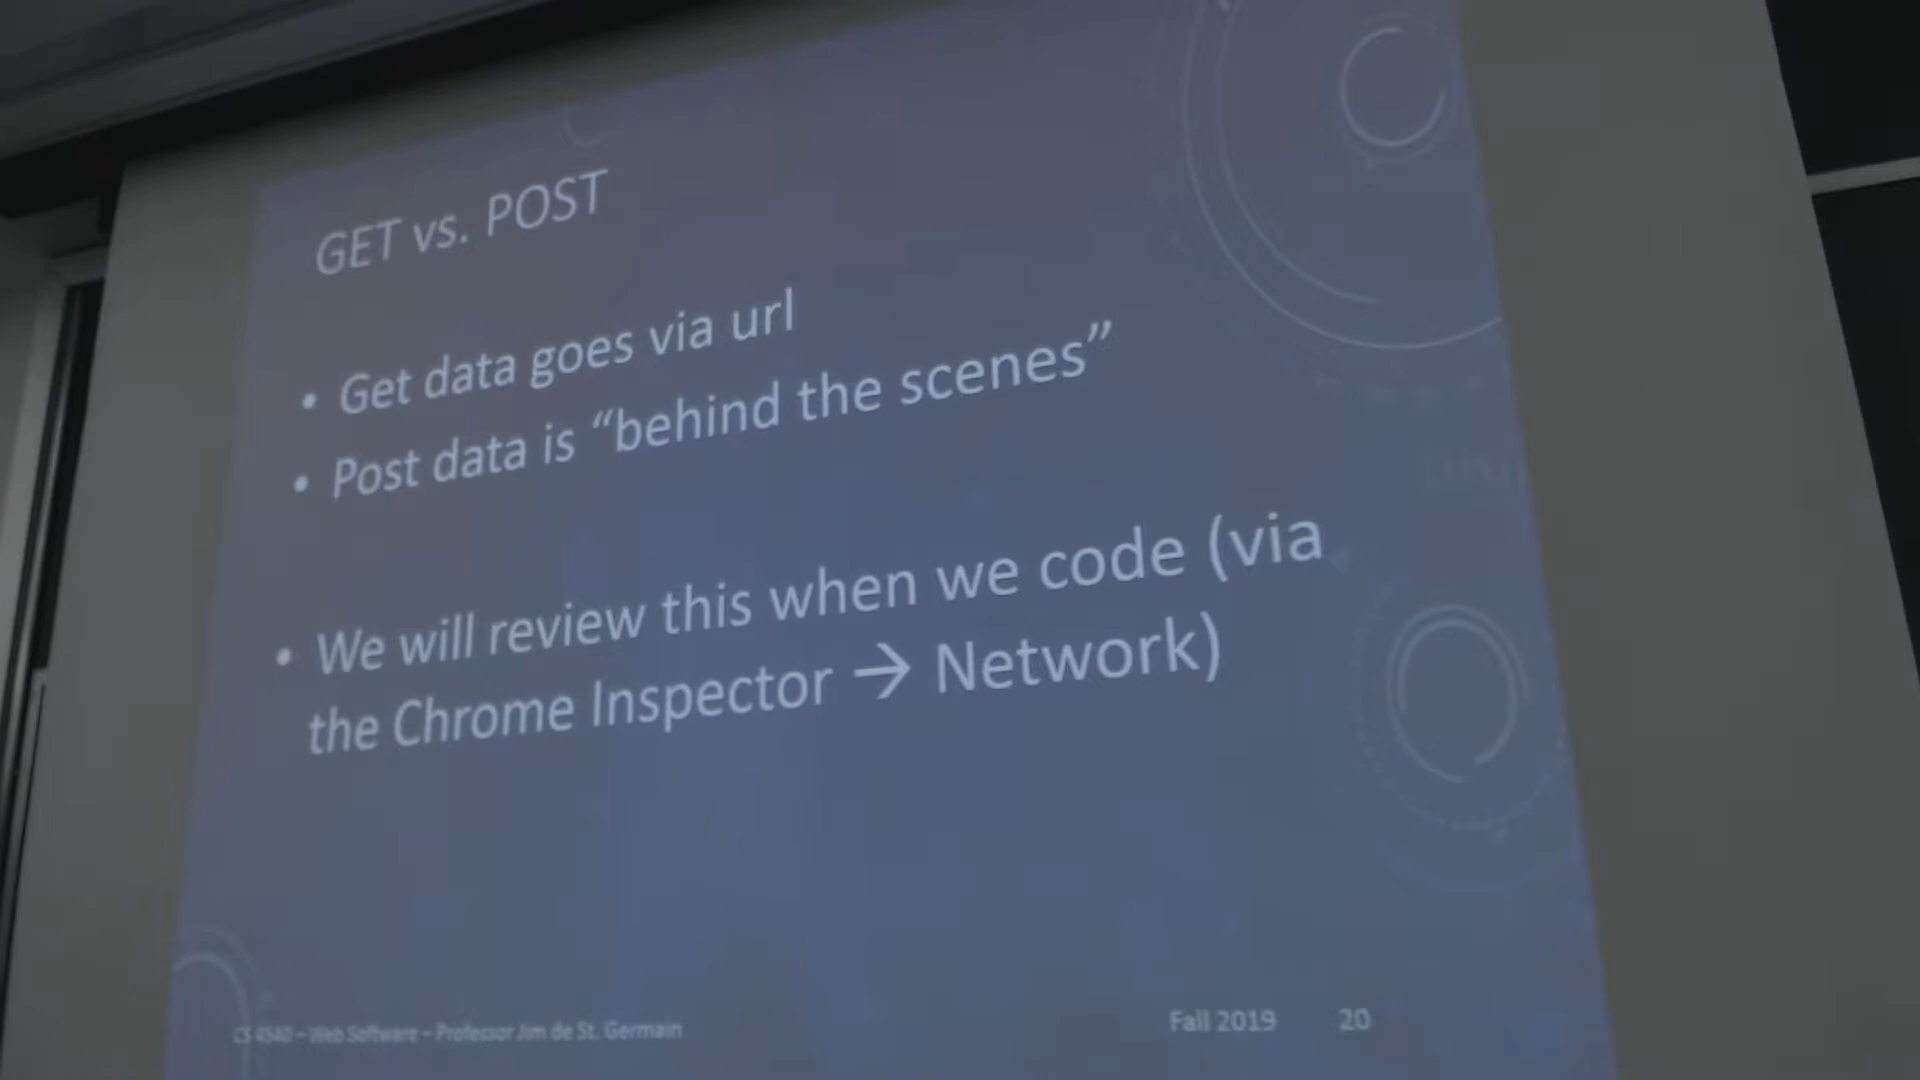 GET vs. POST
• Get data goes via url
• Post data is “behind the scenes”
• We will review this when we code (via
the Chrome Inspector → Network)
CS 4540 – Web Software – Professor Jim de St. Germain
Fall 2019
20